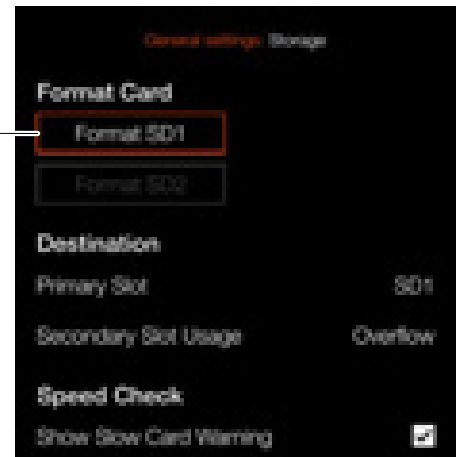 General settings Storage
Format Card
Format SD1
Format SD2
Destination
Primary Slot SD1
Secondary Slot Usage Overflow
Speed Check
Show Slow Card Warning